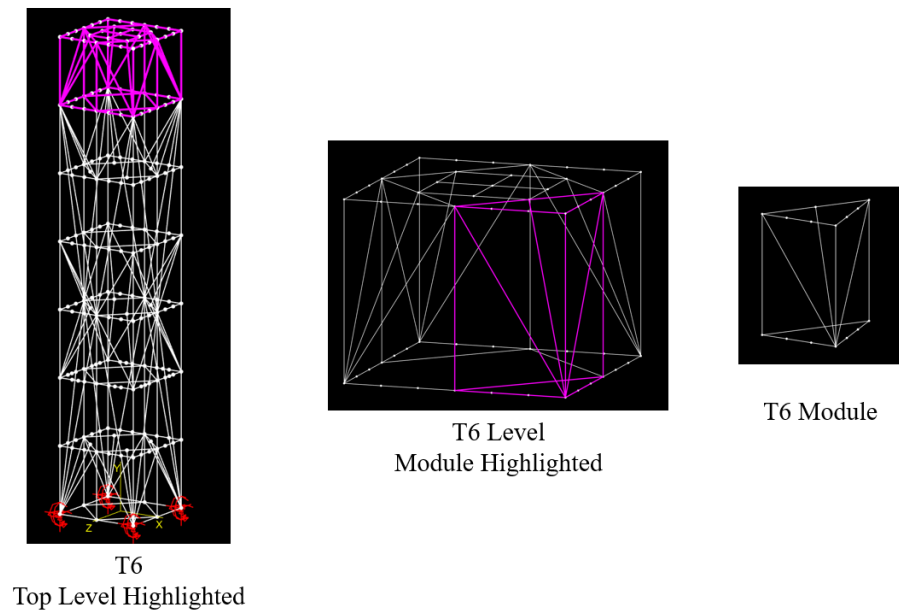 Y
Z
X
T6
Top Level Highlighted
T6 Level
Module Highlighted
T6 Module